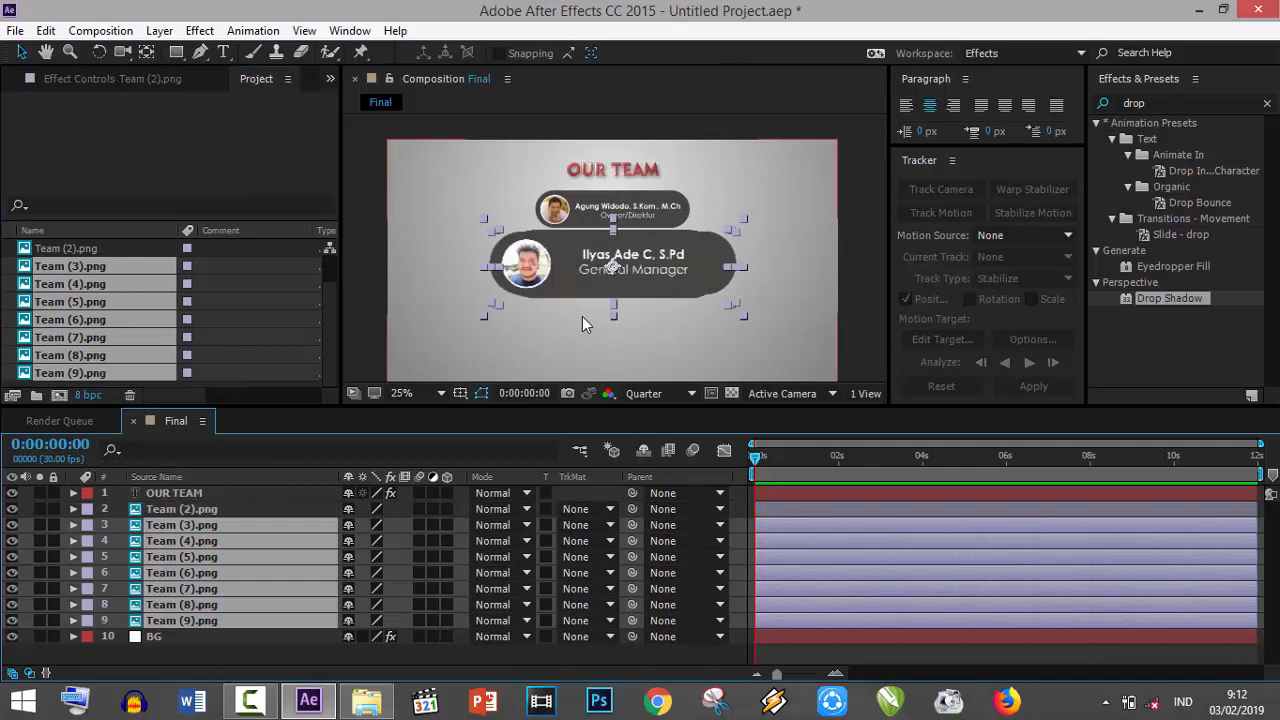 Adobe After Effects CC 2015 - Untitled Project.aep *
File Edit Composition Layer Effect Animation View Window Help
Snapping
Workspace: Effects
Search Help
Effect Controls Team (2).png
Project
Composition Final
Final
OUR TEAM
Agung Widodo, S.Kom., M.Ch
Owner/Direktur
Ilyas Ade C, S.Pd
General Manager
Name Comment
Team (2).png
Team (3).png
Team (4).png
Team (5).png
Team (6).png
Team (7).png
Team (8).png
Team (9).png
8 bpc
25%
0:00:00:00
Quarter
Active Camera
1 View
Paragraph
0 px 0 px 0 px
Tracker
Track Camera Warp Stabilizer
Track Motion Stabilize Motion
Motion Source: None
Current Track: None
Track Type: Stabilize
Posit... Rotation Scale
Motion Target:
Edit Target... Options...
Analyze:
Reset Apply
Effects & Presets
drop
* Animation Presets
Text
Animate In
Drop In...Character
Organic
Drop Bounce
Transitions - Movement
Slide - drop
Generate
Eyedropper Fill
Perspective
Drop Shadow
Render Queue
Final
0:00:00:00
00000 (30.00 fps)
02s 04s 06s 08s 10s 12s
# Source Name Mode T TrkMat Parent
1 OUR TEAM Normal None
2 Team (2).png Normal None None
3 Team (3).png Normal None None
4 Team (4).png Normal None None
5 Team (5).png Normal None None
6 Team (6).png Normal None None
7 Team (7).png Normal None None
8 Team (8).png Normal None None
9 Team (9).png Normal None None
10 BG Normal None None
IND
9:12
03/02/2019